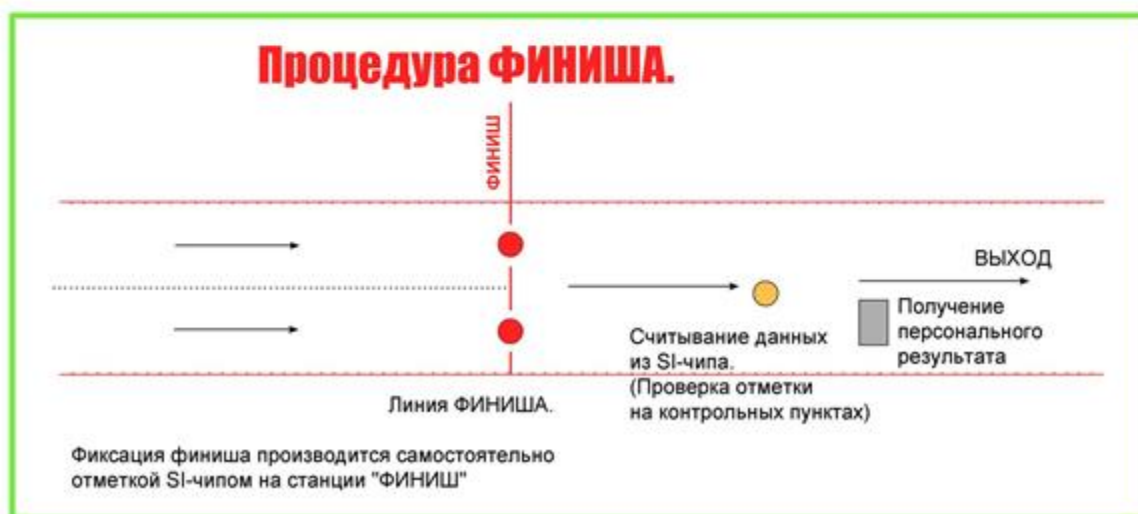 Процедура ФИНИША.
ФИНИШ
ВЫХОД
Получение
персонального
результата
Считывание данных
из SI-чипа.
(Проверка отметки
на контрольных пунктах)
Линия ФИНИША.
Фиксация финиша производится самостоятельно
отметкой SI-чипом на станции "ФИНИШ"